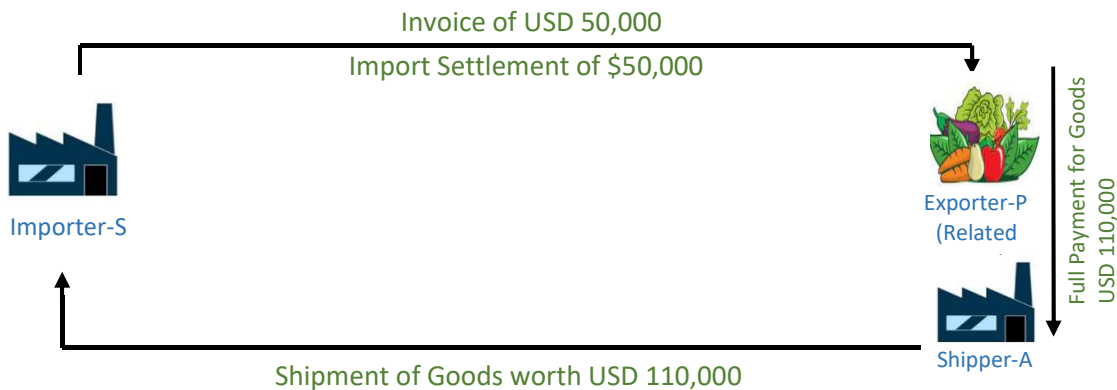 Invoice of USD 50,000
Import Settlement of $50,000
Importer-S
Exporter-P
(Related
Full Payment for Goods
USD 110,000
Shipper-A
Shipment of Goods worth USD 110,000